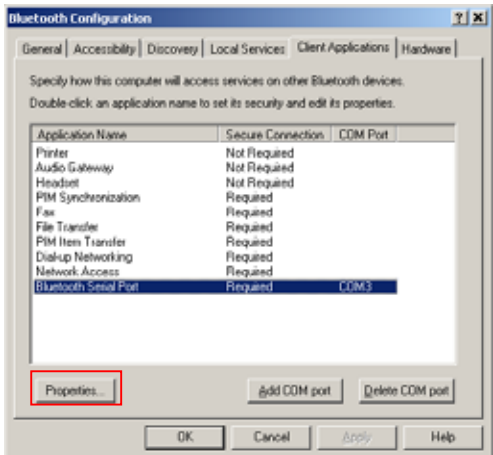 Bluetooth Configuration
General Accessibility Discovery Local Services Client Applications Hardware
Specify how this computer will access services on other Bluetooth devices.
Double-click an application name to set its security and edit its properties.
Application Name Secure Connection COM Port
Printer Not Required
Audio Gateway Not Required
Headset Not Required
PIM Synchronization Required
Fax Required
File Transfer Required
PIM Item Transfer Required
Dial-up Networking Required
Network Access Required
Bluetooth Serial Port Required COM3
Properties... Add COM port Delete COM port
OK Cancel Apply Help